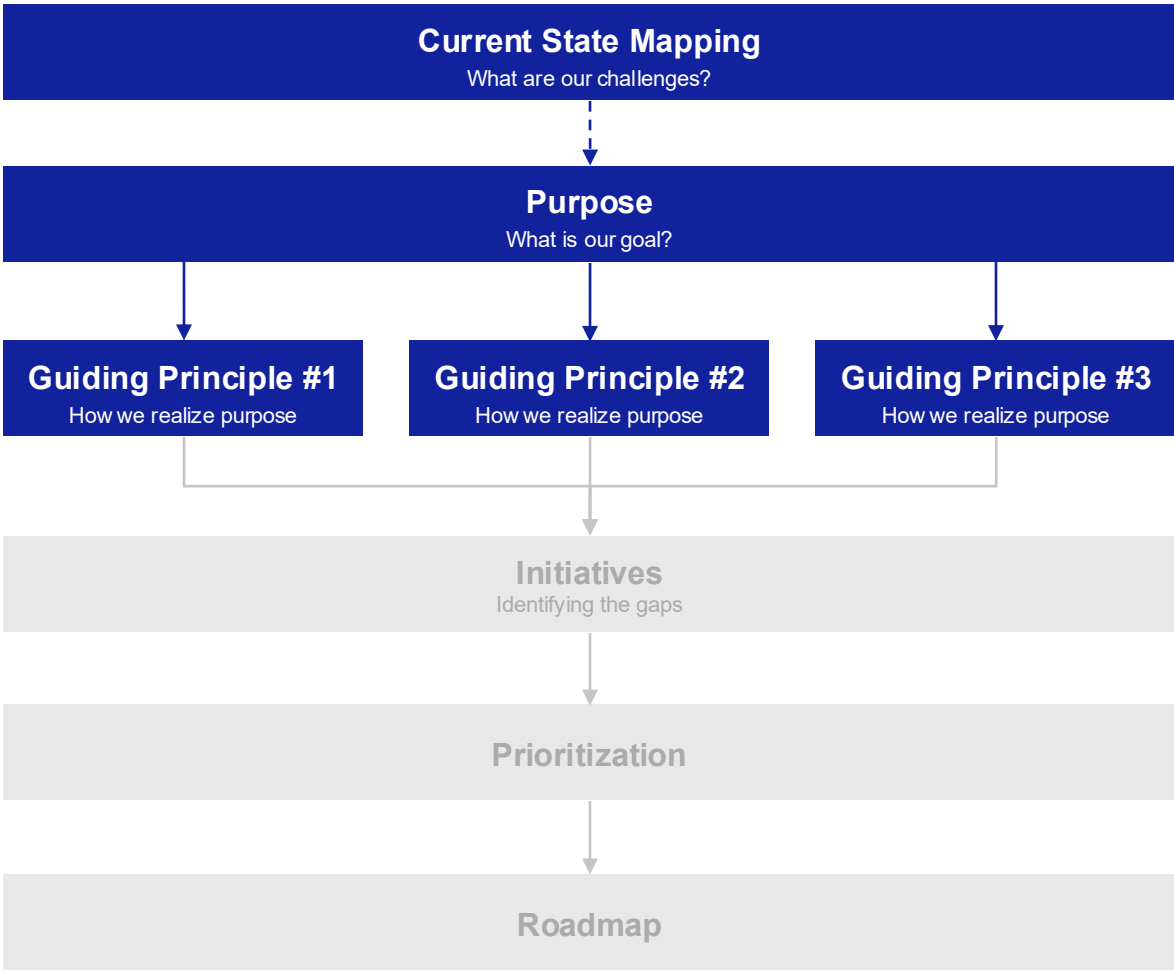 Current State Mapping
What are our challenges?
Purpose
What is our goal?
Guiding Principle #1
How we realize purpose
Guiding Principle #2
How we realize purpose
Guiding Principle #3
How we realize purpose
Initiatives
Identifying the gaps
Prioritization
Roadmap